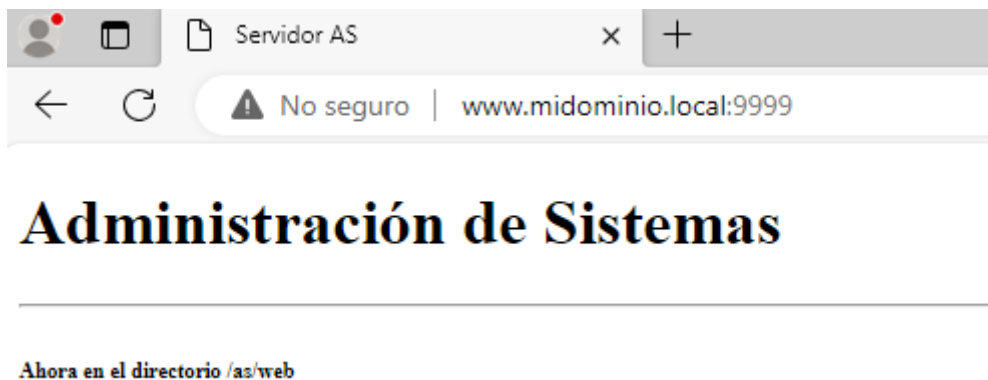 Servidor AS
No seguro www.midominio.local:9999
Administración de Sistemas
Ahora en el directorio /as/web